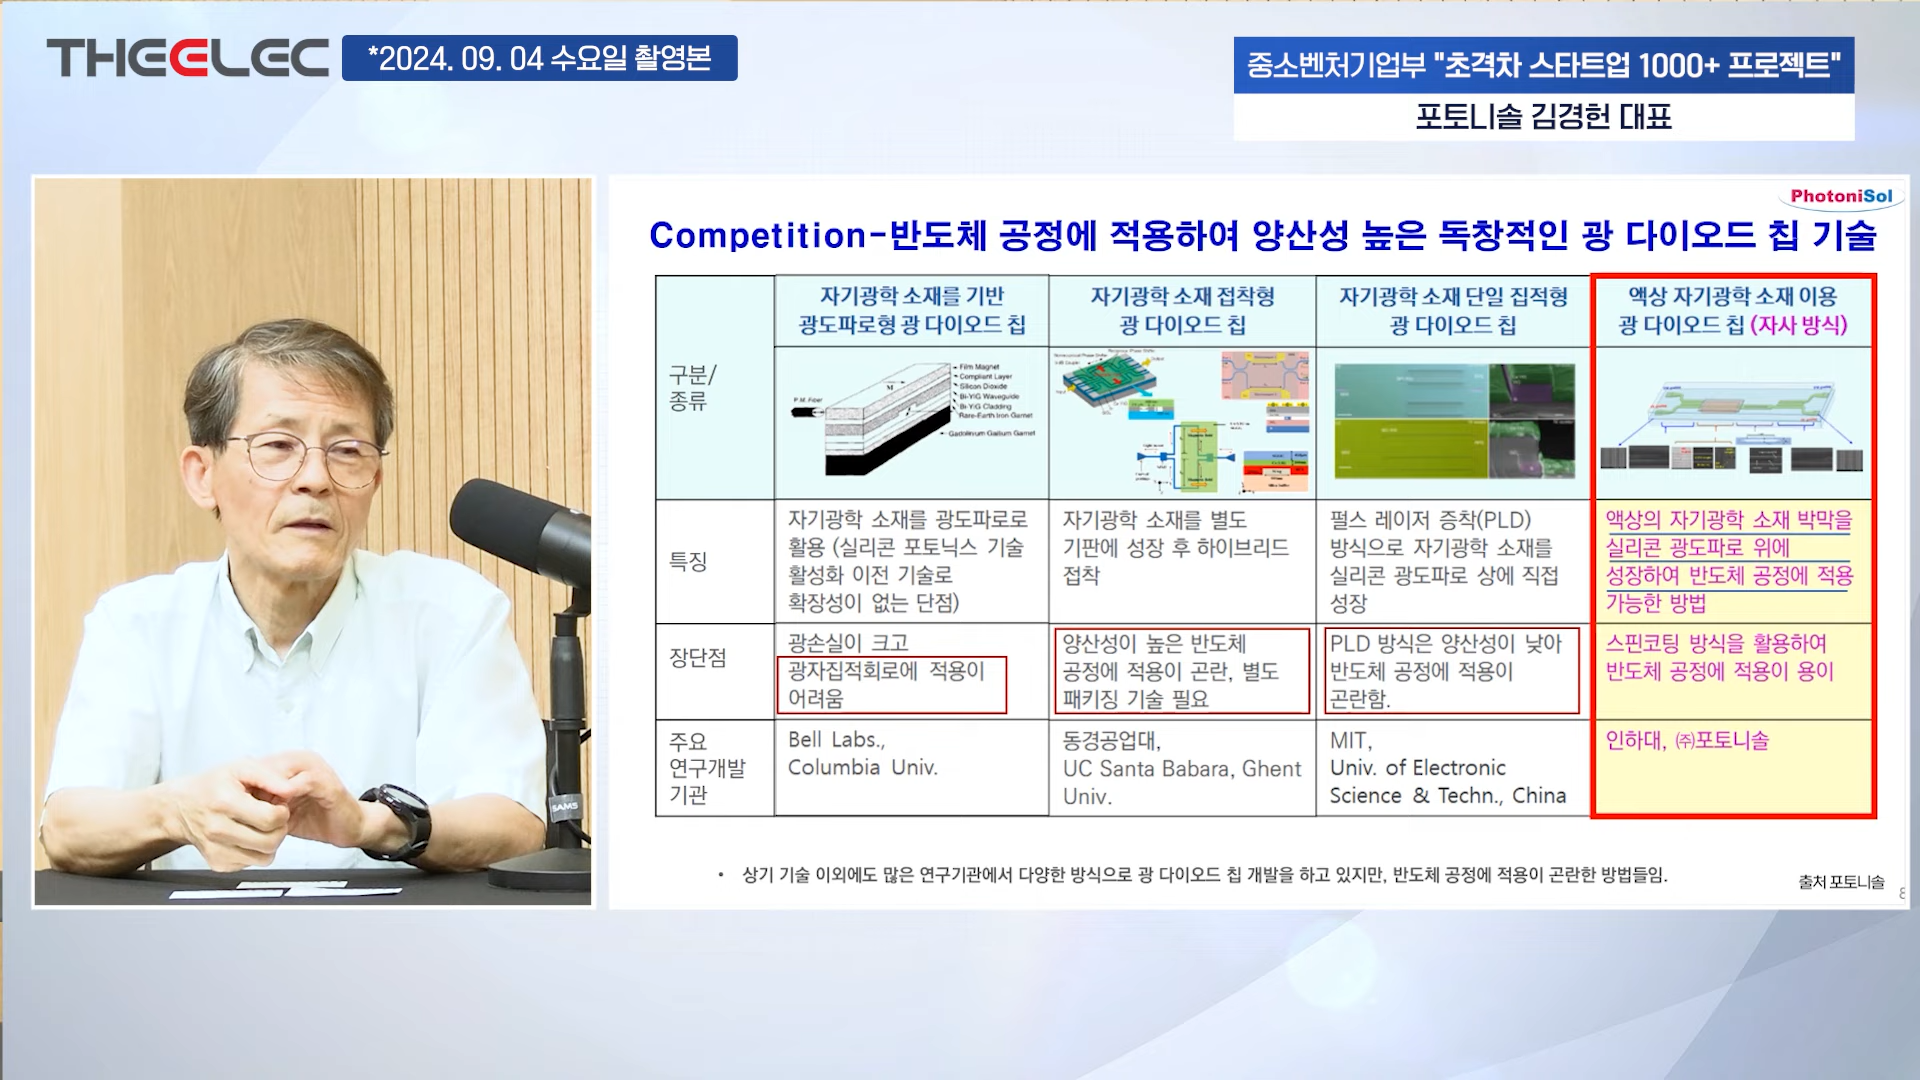 THEELEC
*2024. 09. 04 수요일 촬영본
중소벤처기업부 "초격차 스타트업 1000+ 프로젝트"
포토니솔 김경헌 대표
PhotoniSol
Competition-반도체 공정에 적용하여 양산성 높은 독창적인 광 다이오드 칩 기술
구분/
종류
자기광학 소재를 기반
광도파로형 광 다이오드 칩
자기광학 소재 접착형
광 다이오드 칩
자기광학 소재 단일 집적형
광 다이오드 칩
액상 자기광학 소재 이용
광 다이오드 칩 (자사 방식)
P.M. Fiber
M
Film Magnet
Compliant Layer
Silicon Dioxide
Bi-YIG Waveguide
Bi-YIG Cladding
Rare-Earth Iron Garnet
Gadolinium Gallium Garnet
특징
자기광학 소재를 광도파로로
활용 (실리콘 포토닉스 기술
활성화 이전 기술로
확장성이 없는 단점)
자기광학 소재를 별도
기판에 성장 후 하이브리드
접착
펄스 레이저 증착(PLD)
방식으로 자기광학 소재를
실리콘 광도파로 상에 직접
성장
액상의 자기광학 소재 박막을
실리콘 광도파로 위에
성장하여 반도체 공정에 적용
가능한 방법
장단점
광손실이 크고
광자집적회로에 적용이
어려움
양산성이 높은 반도체
공정에 적용이 곤란, 별도
패키징 기술 필요
PLD 방식은 양산성이 낮아
반도체 공정에 적용이
곤란함.
스핀코팅 방식을 활용하여
반도체 공정에 적용이 용이
주요
연구개발
기관
Bell Labs.,
Columbia Univ.
동경공업대,
UC Santa Babara, Ghent
Univ.
MIT,
Univ. of Electronic
Science & Techn., China
인하대, ㈜포토니솔
• 상기 기술 이외에도 많은 연구기관에서 다양한 방식으로 광 다이오드 칩 개발을 하고 있지만, 반도체 공정에 적용이 곤란한 방법들임.
출처 포토니솔
SAMS